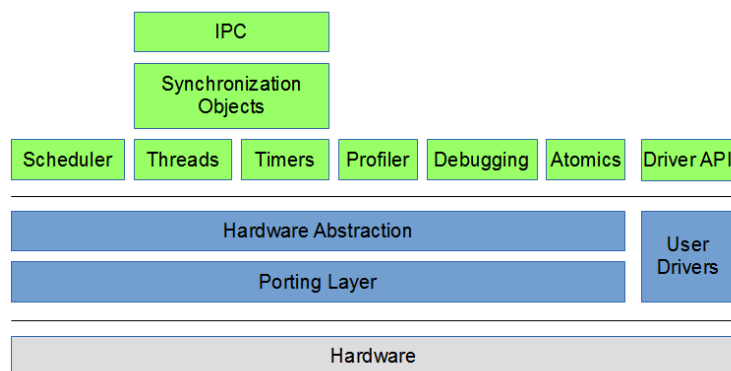 IPC
Synchronization
Objects
Scheduler
Threads
Timers
Profiler
Debugging
Atomics
Driver API
Hardware Abstraction
User
Drivers
Porting Layer
Hardware